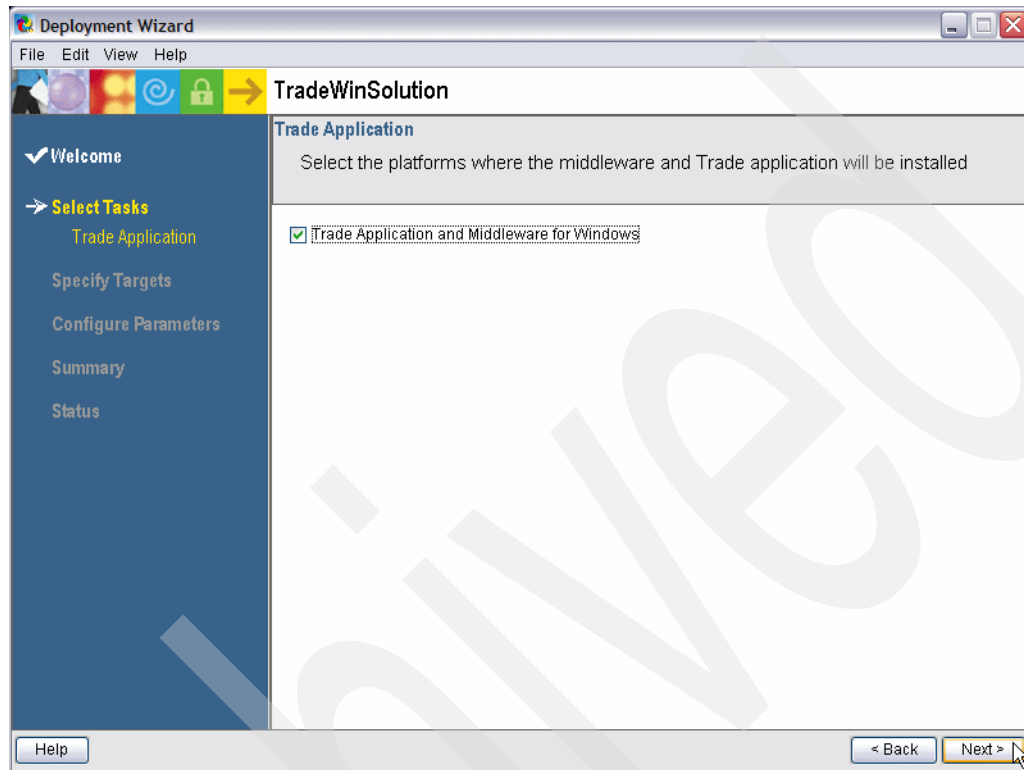 Deployment Wizard
File Edit View Help
TradeWinSolution
Trade Application
Select the platforms where the middleware and Trade application will be installed
Welcome
Select Tasks
Trade Application
Specify Targets
Configure Parameters
Summary
Status
Trade Application and Middleware for Windows
hived
Help
< Back
Next >